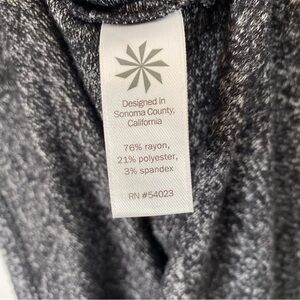 Designed in
Sonoma County,
California
76% rayon,
21% polyester,
3% spandex
RN #54023